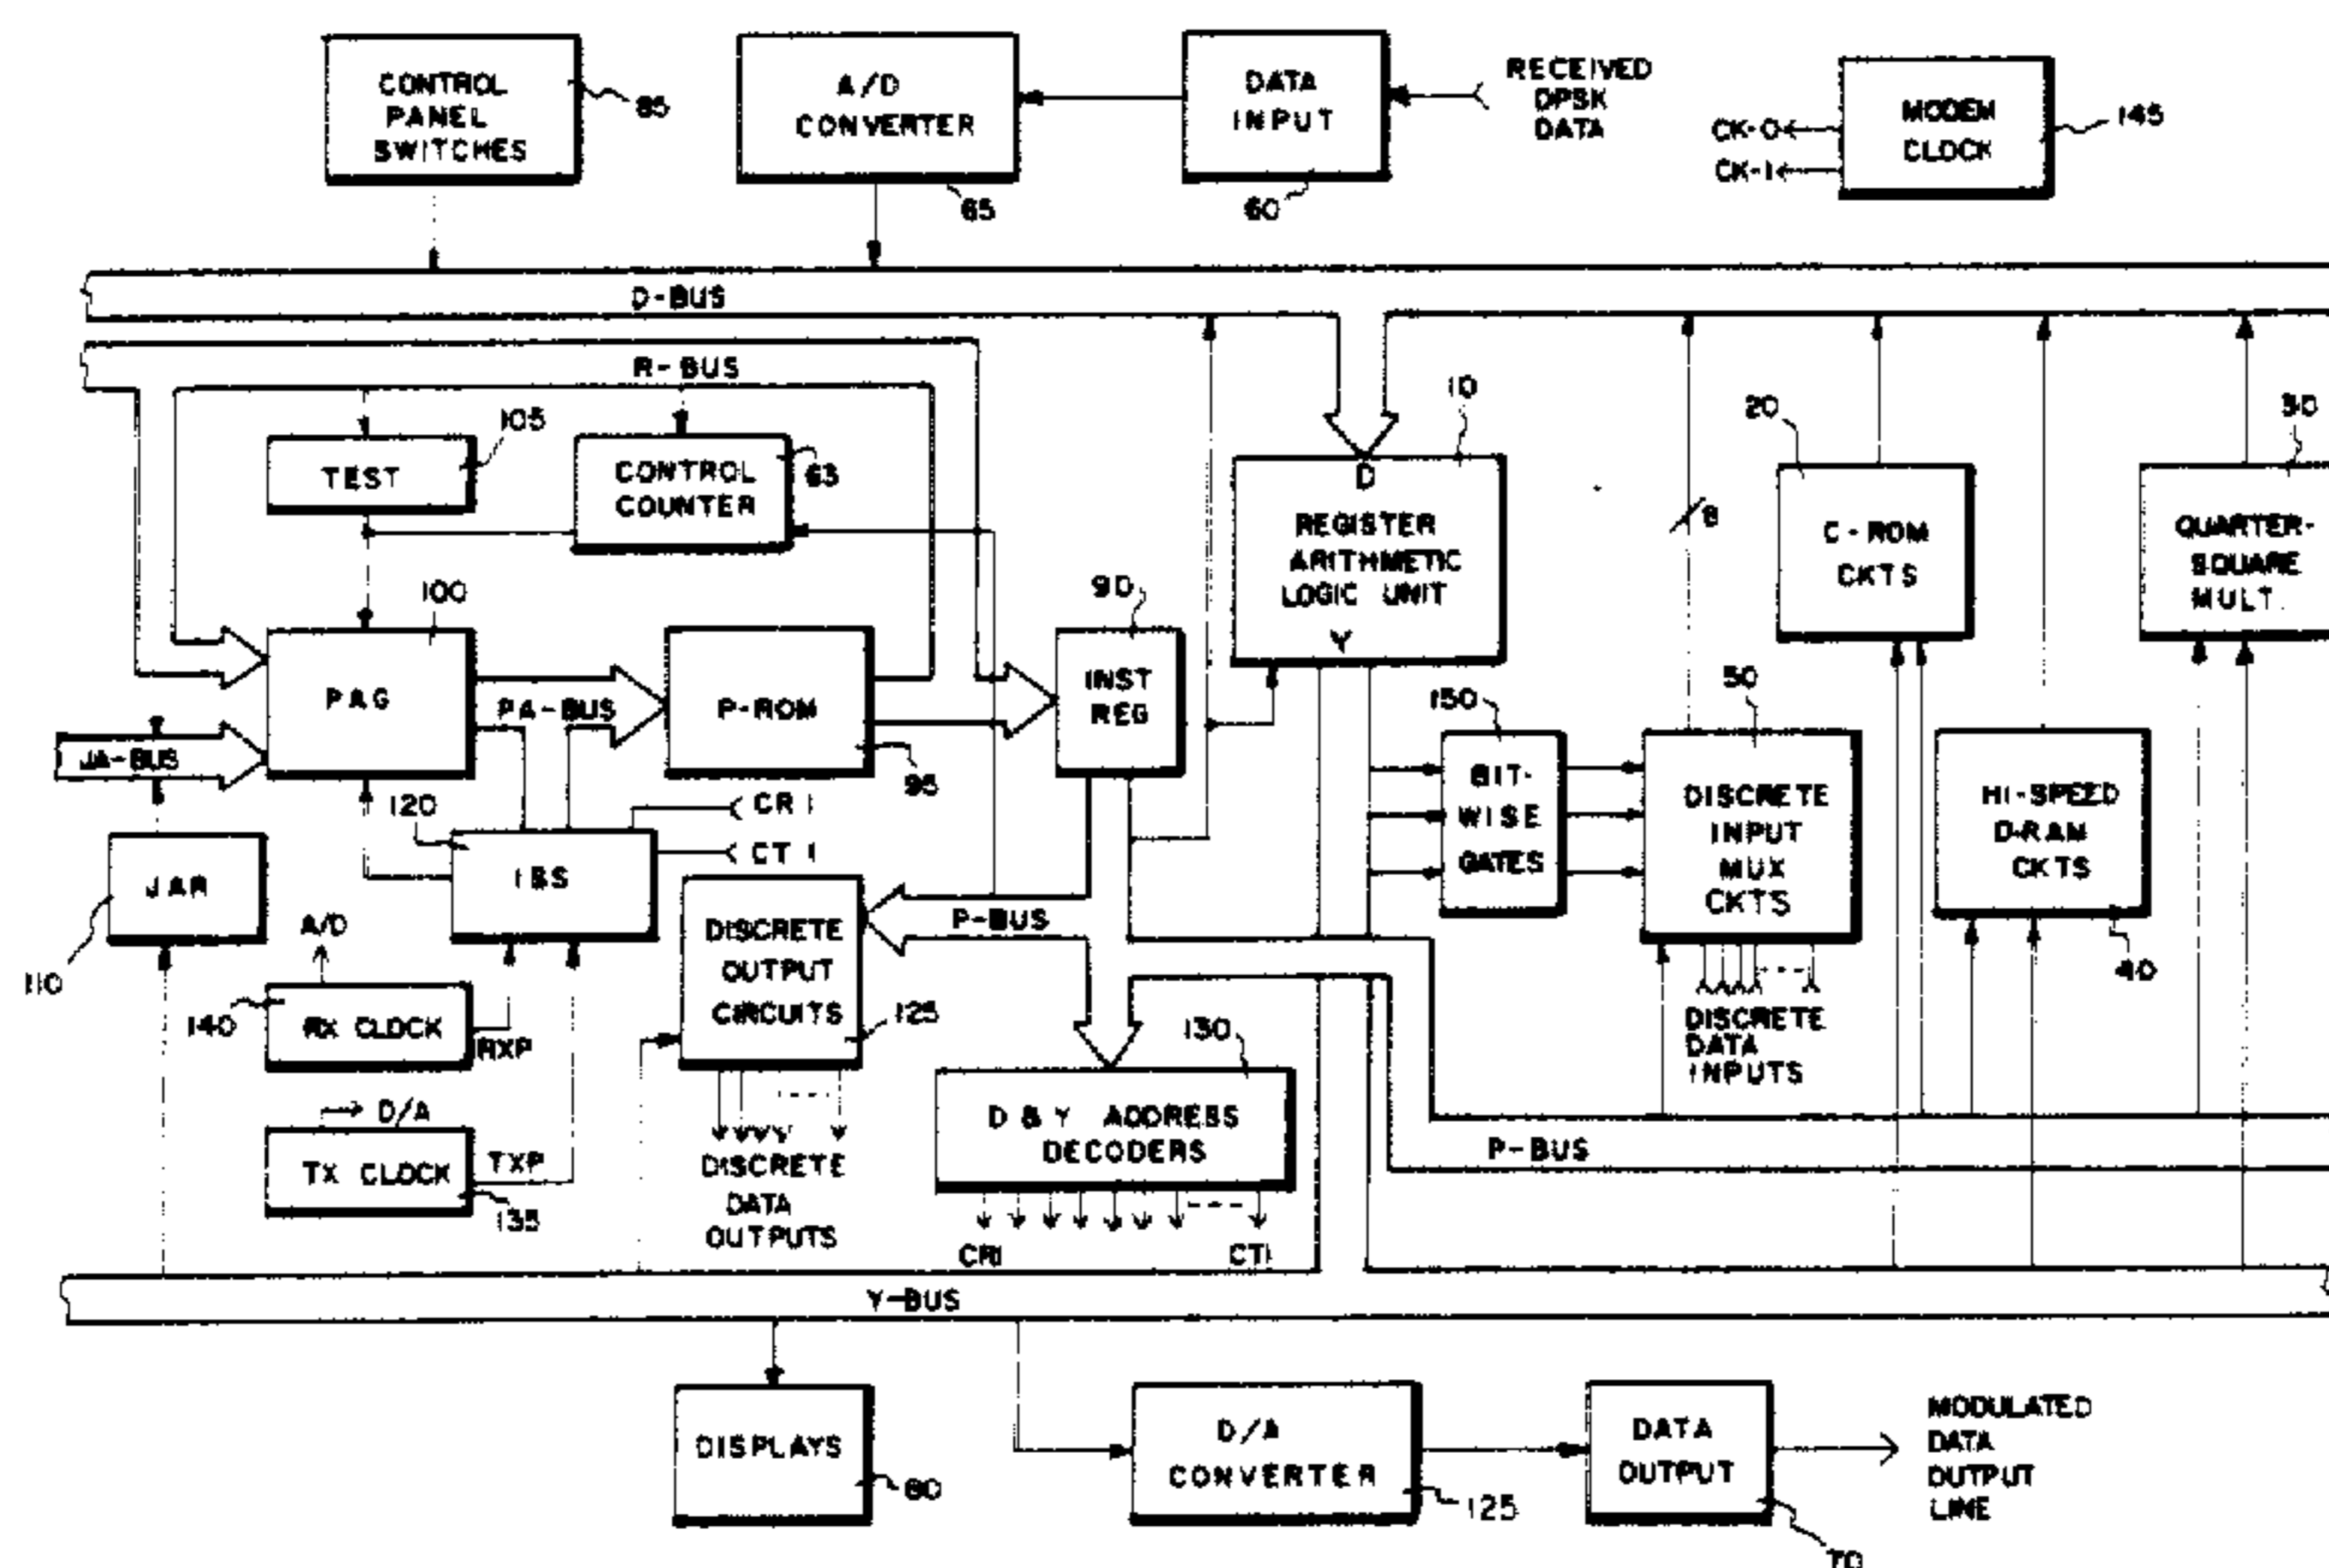 CONTROL
PANEL
SWITCHES
85
A/D
CONVERTER
65
DATA
INPUT
60
RECEIVED
DPSK
DATA
CK-0
CK-1
MODEM
CLOCK
145
D-BUS
R-BUS
TEST
105
CONTROL
COUNTER
63
10
D
REGISTER
ARITHMETIC
LOGIC UNIT
Y
8
20
C-ROM
CKTS
30
QUARTER-
SQUARE
MULT.
100
PAG
PA-BUS
P-ROM
95
90
INST
REG
JA-BUS
150
BIT-
WISE
GATES
50
DISCRETE
INPUT
MUX
CKTS
HI-SPEED
D-RAM
CKTS
40
120
CR I
CT I
IBS
JAR
110
A/D
140
RX CLOCK
RXP
DISCRETE
OUTPUT
CIRCUITS
125
P-BUS
DISCRETE
DATA
INPUTS
130
D & Y ADDRESS
DECODERS
CRI
CTI
D/A
TX CLOCK
TXP
135
DISCRETE
DATA
OUTPUTS
P-BUS
Y-BUS
DISPLAYS
80
D/A
CONVERTER
125
DATA
OUTPUT
70
MODULATED
DATA
OUTPUT
LINE